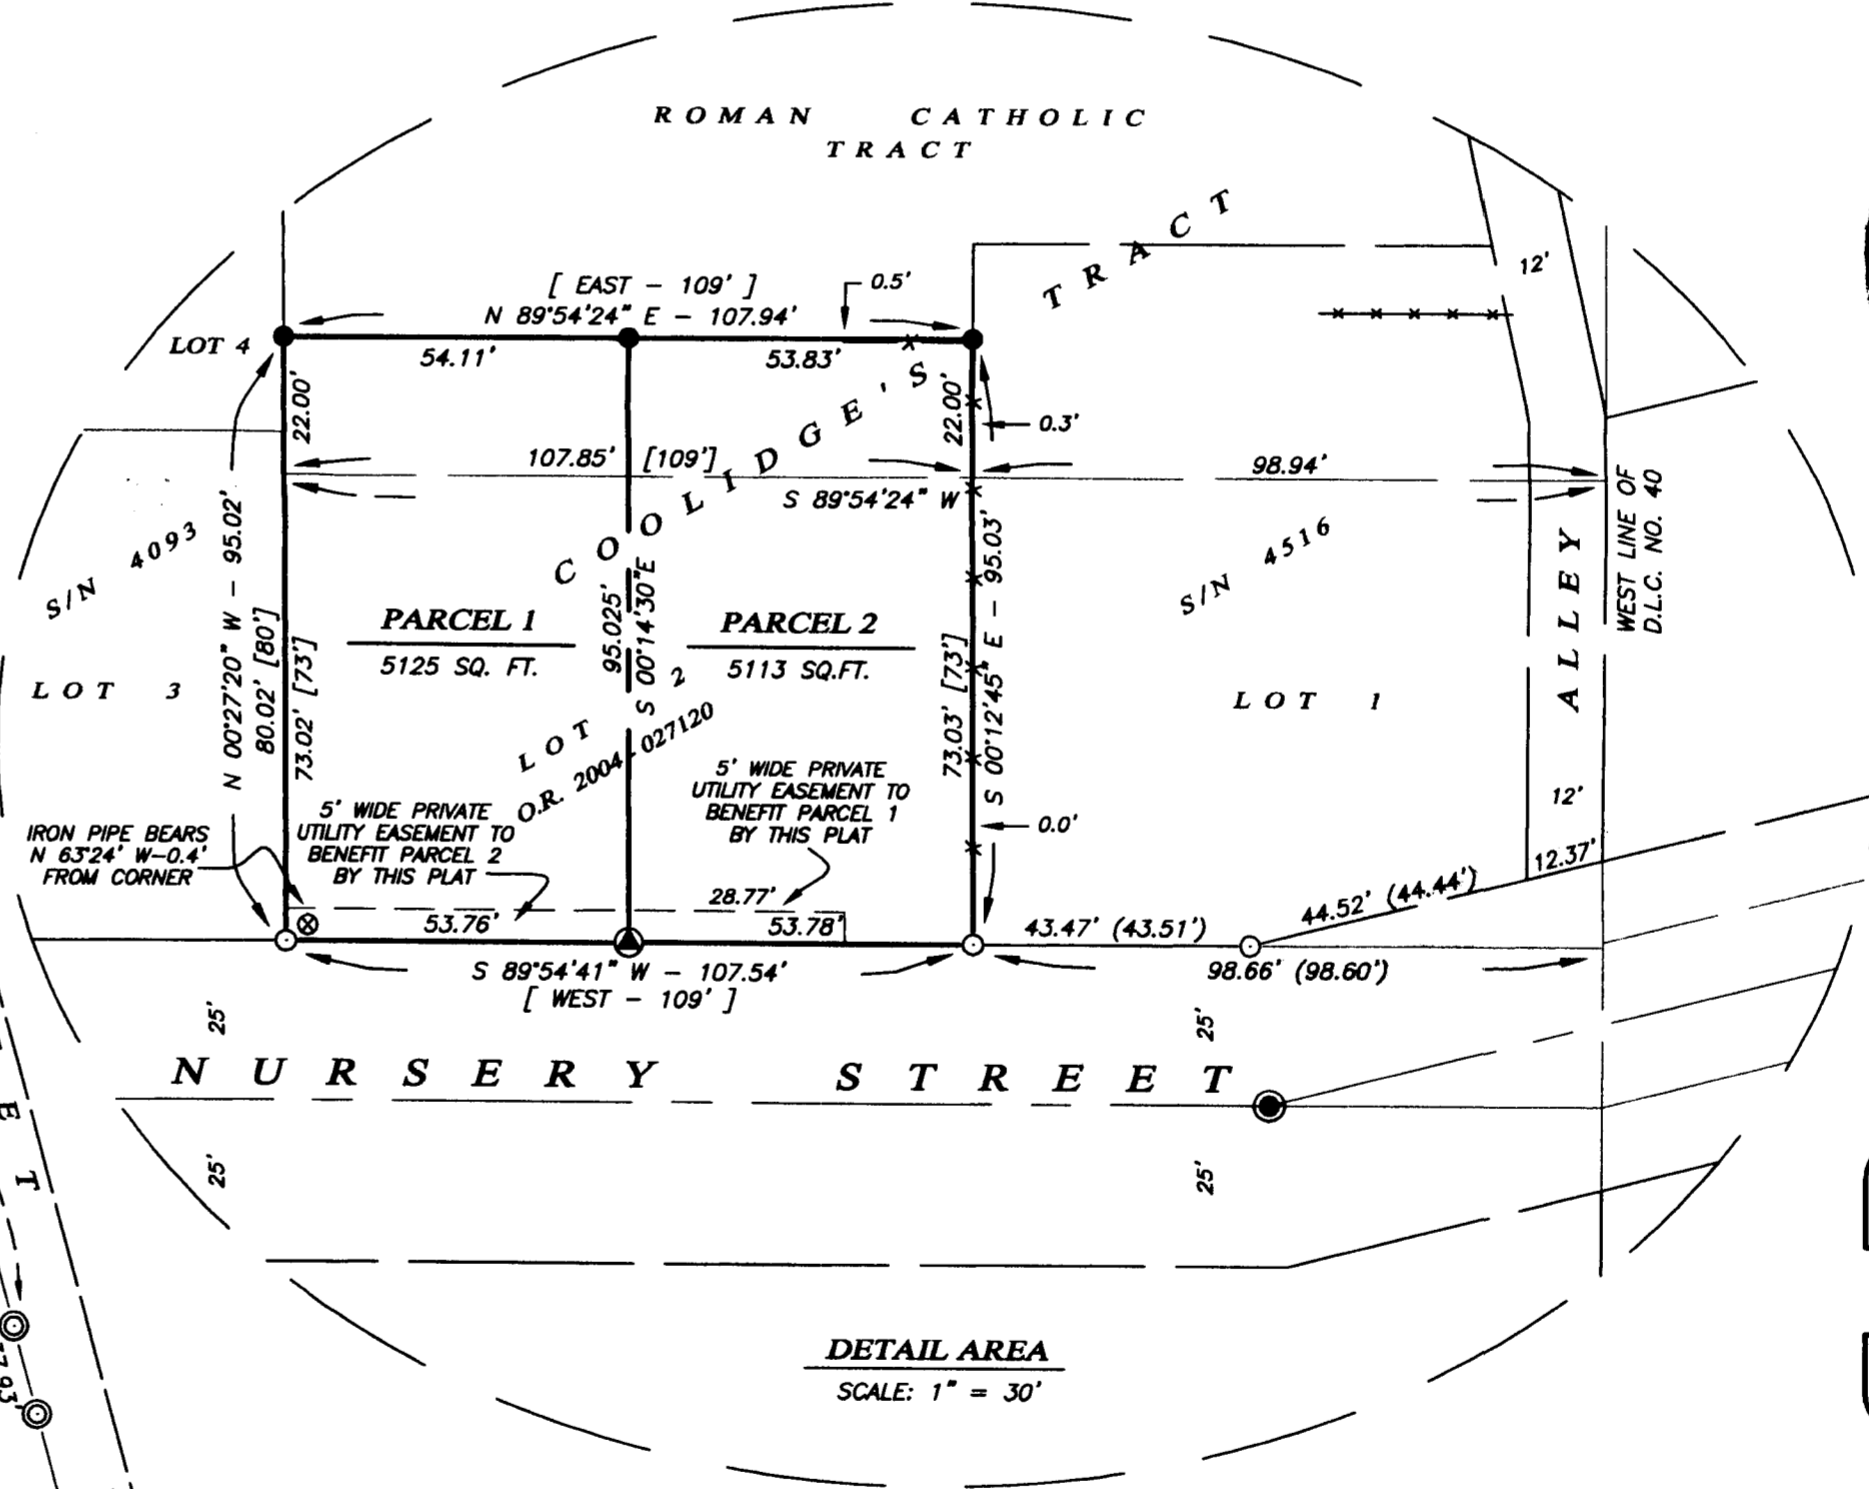 ROMAN CATHOLIC
TRACT
COOLIDGE'S TRACT
12'
[ EAST - 109' ]
N 89°54'24" E - 107.94'
0.5'
LOT 4
54.11'
53.83'
22.00'
22.00'
0.3'
107.85' [109']
98.94'
S 89°54'24" W
WEST LINE OF
D.L.C. NO. 40
S/N 4093
S/N 4516
ALLEY
N 00°27'20" W - 95.02'
80.02' [80']
73.02' [73']
95.025'
S 00°14'30"E
73.03' [73']
S 00°12'45" E - 95.03'
PARCEL 1
5125 SQ. FT.
PARCEL 2
5113 SQ.FT.
LOT 3
LOT 2
O.R. 2004-027120
LOT 1
5' WIDE PRIVATE
UTILITY EASEMENT TO
BENEFIT PARCEL 1
BY THIS PLAT
5' WIDE PRIVATE
UTILITY EASEMENT TO
BENEFIT PARCEL 2
BY THIS PLAT
IRON PIPE BEARS
N 63°24' W-0.4'
FROM CORNER
0.0'
12'
12.37'
28.77'
44.52' (44.44')
53.76'
53.78'
43.47' (43.51')
S 89°54'41" W - 107.54'
[ WEST - 109' ]
98.66' (98.60')
25'
25'
NURSERY STREET
25'
25'
E T
DETAIL AREA
SCALE: 1" = 30'